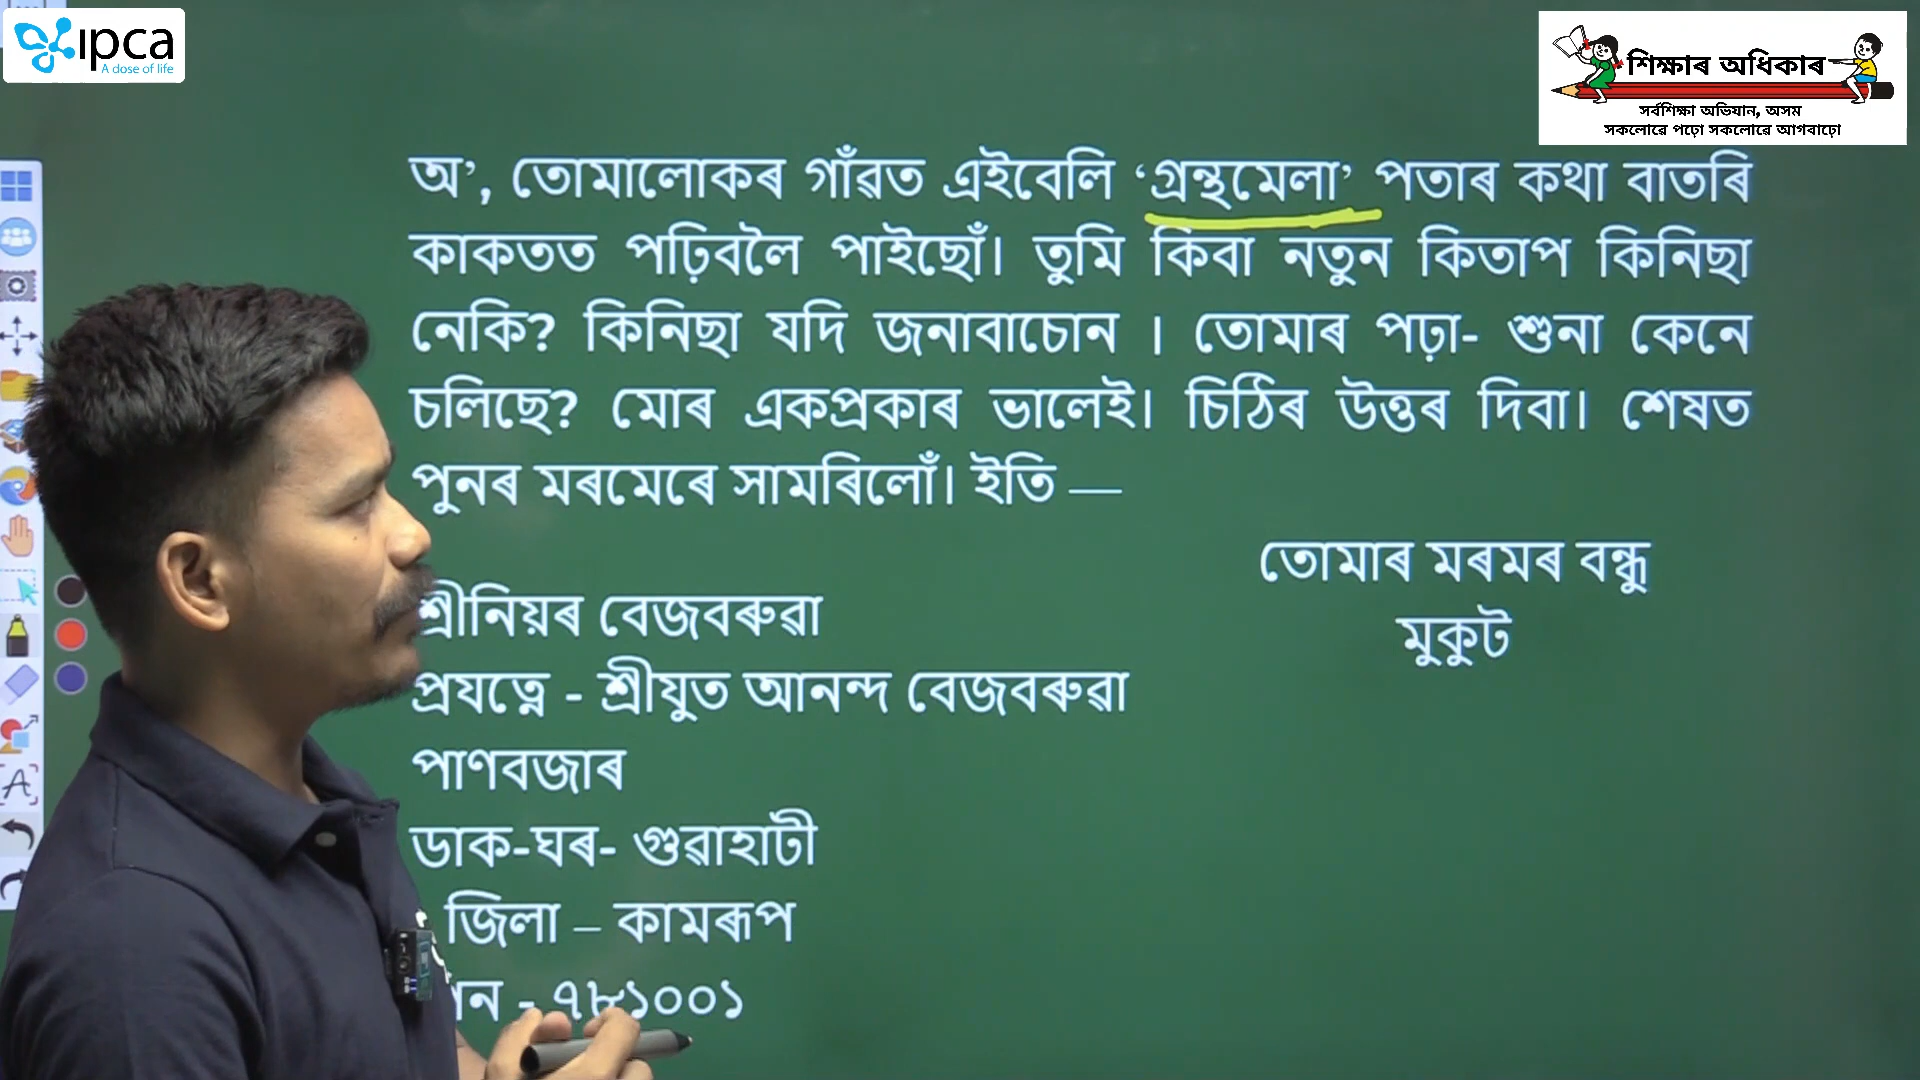 ipca
A dose of life
শিক্ষাৰ অধিকাৰ
সৰ্বশিক্ষা অভিযান, অসম
সকলোৱে পঢ়ো সকলোৱে আগবাঢ়ো
অ’, তোমালোকৰ গাঁৱত এইবেলি ‘গ্ৰন্থমেলা’ পতাৰ কথা বাতৰি
কাকতত পঢ়িবলৈ পাইছোঁ। তুমি কিবা নতুন কিতাপ কিনিছা
নেকি? কিনিছা যদি জনাবাচোন । তোমাৰ পঢ়া- শুনা কেনে
চলিছে? মোৰ একপ্ৰকাৰ ভালেই। চিঠিৰ উত্তৰ দিবা। শেষত
পুনৰ মৰমেৰে সামৰিলোঁ। ইতি —
তোমাৰ মৰমৰ বন্ধু
মুকুট
শ্ৰীনিয়ৰ বেজবৰুৱা
প্ৰযত্নে - শ্ৰীযুত আনন্দ বেজবৰুৱা
পাণবজাৰ
ডাক-ঘৰ- গুৱাহাটী
জিলা – কামৰূপ
- ৭৮১০০১